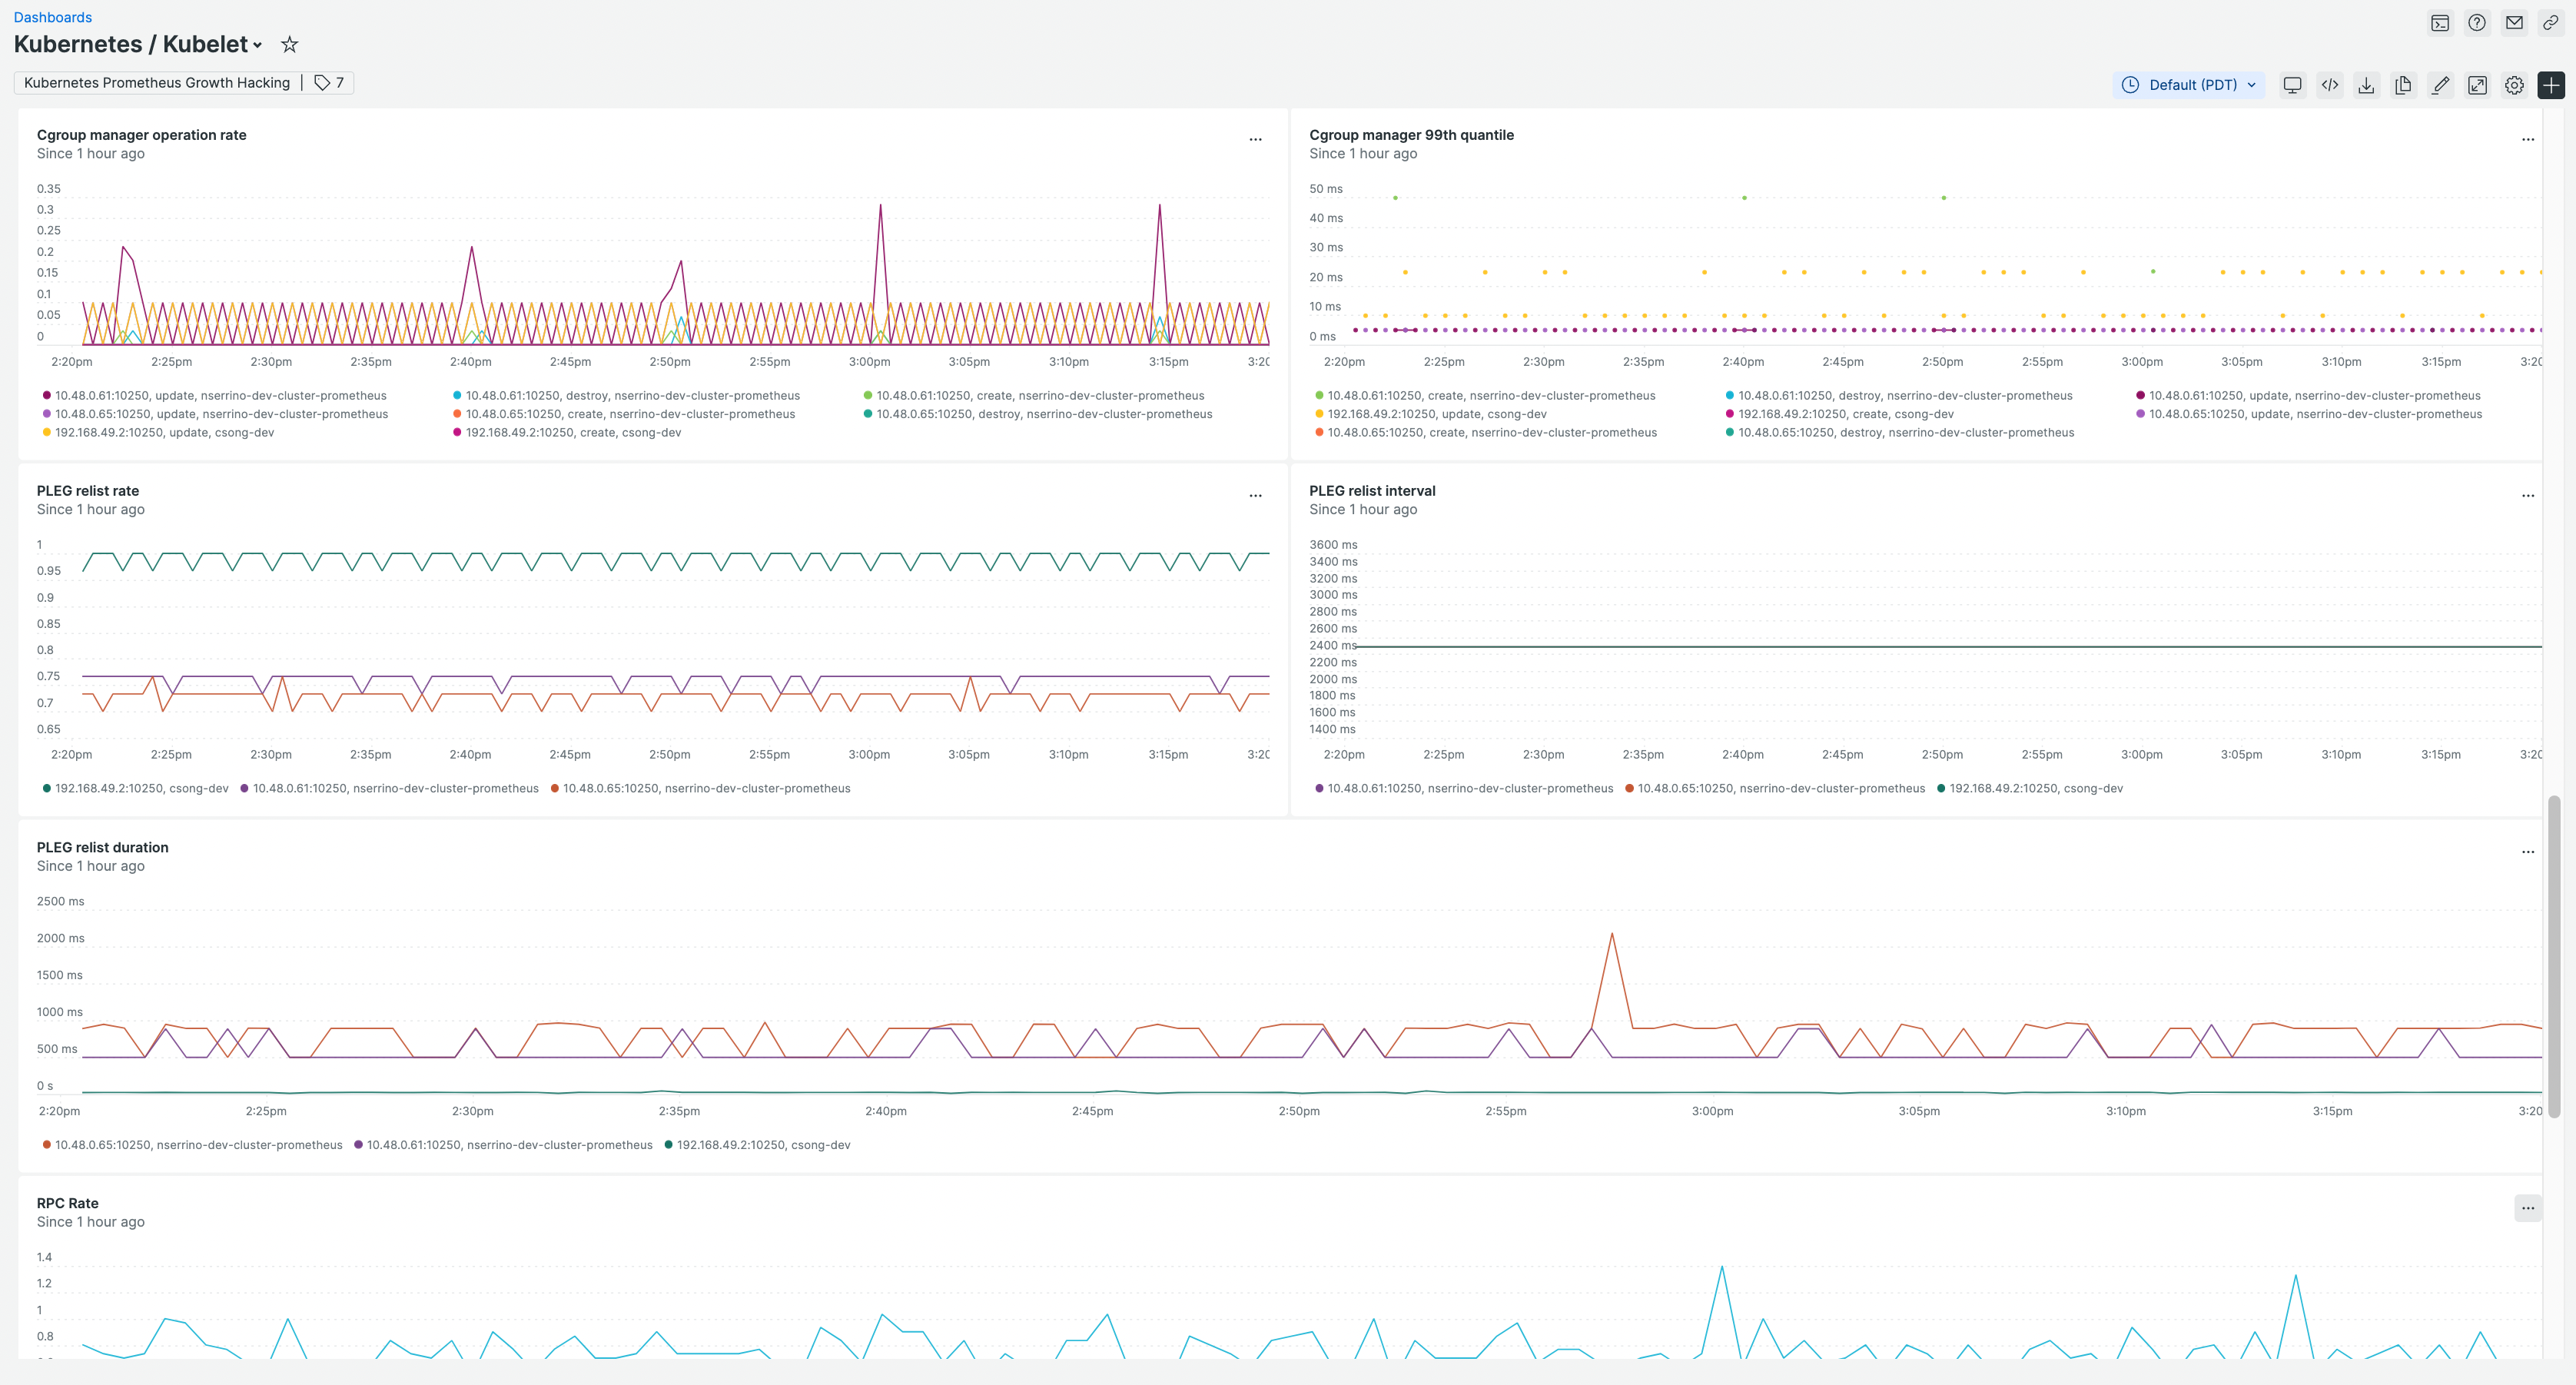 Dashboards
Kubernetes / Kubelet
Kubernetes Prometheus Growth Hacking | 7
Default (PDT)
Cgroup manager operation rate
Since 1 hour ago
0.35
0.3
0.25
0.2
0.15
0.1
0.05
0
2:20pm 2:25pm 2:30pm 2:35pm 2:40pm 2:45pm 2:50pm 2:55pm 3:00pm 3:05pm 3:10pm 3:15pm 3:20
10.48.0.61:10250, update, nserrino-dev-cluster-prometheus 10.48.0.61:10250, destroy, nserrino-dev-cluster-prometheus 10.48.0.61:10250, create, nserrino-dev-cluster-prometheus
10.48.0.65:10250, update, nserrino-dev-cluster-prometheus 10.48.0.65:10250, create, nserrino-dev-cluster-prometheus 10.48.0.65:10250, destroy, nserrino-dev-cluster-prometheus
192.168.49.2:10250, update, csong-dev 192.168.49.2:10250, create, csong-dev
Cgroup manager 99th quantile
Since 1 hour ago
50 ms
40 ms
30 ms
20 ms
10 ms
0 ms
2:20pm 2:25pm 2:30pm 2:35pm 2:40pm 2:45pm 2:50pm 2:55pm 3:00pm 3:05pm 3:10pm 3:15pm 3:20
10.48.0.61:10250, create, nserrino-dev-cluster-prometheus 10.48.0.61:10250, destroy, nserrino-dev-cluster-prometheus 10.48.0.61:10250, update, nserrino-dev-cluster-prometheus
192.168.49.2:10250, update, csong-dev 192.168.49.2:10250, create, csong-dev 10.48.0.65:10250, update, nserrino-dev-cluster-prometheus
10.48.0.65:10250, create, nserrino-dev-cluster-prometheus 10.48.0.65:10250, destroy, nserrino-dev-cluster-prometheus
PLEG relist rate
Since 1 hour ago
1
0.95
0.9
0.85
0.8
0.75
0.7
0.65
2:20pm 2:25pm 2:30pm 2:35pm 2:40pm 2:45pm 2:50pm 2:55pm 3:00pm 3:05pm 3:10pm 3:15pm 3:20
192.168.49.2:10250, csong-dev 10.48.0.61:10250, nserrino-dev-cluster-prometheus 10.48.0.65:10250, nserrino-dev-cluster-prometheus
PLEG relist interval
Since 1 hour ago
3600 ms
3400 ms
3200 ms
3000 ms
2800 ms
2600 ms
2400 ms
2200 ms
2000 ms
1800 ms
1600 ms
1400 ms
2:20pm 2:25pm 2:30pm 2:35pm 2:40pm 2:45pm 2:50pm 2:55pm 3:00pm 3:05pm 3:10pm 3:15pm 3:20
10.48.0.61:10250, nserrino-dev-cluster-prometheus 10.48.0.65:10250, nserrino-dev-cluster-prometheus 192.168.49.2:10250, csong-dev
PLEG relist duration
Since 1 hour ago
2500 ms
2000 ms
1500 ms
1000 ms
500 ms
0 s
2:20pm 2:25pm 2:30pm 2:35pm 2:40pm 2:45pm 2:50pm 2:55pm 3:00pm 3:05pm 3:10pm 3:15pm 3:20
10.48.0.65:10250, nserrino-dev-cluster-prometheus 10.48.0.61:10250, nserrino-dev-cluster-prometheus 192.168.49.2:10250, csong-dev
RPC Rate
Since 1 hour ago
1.4
1.2
1
0.8